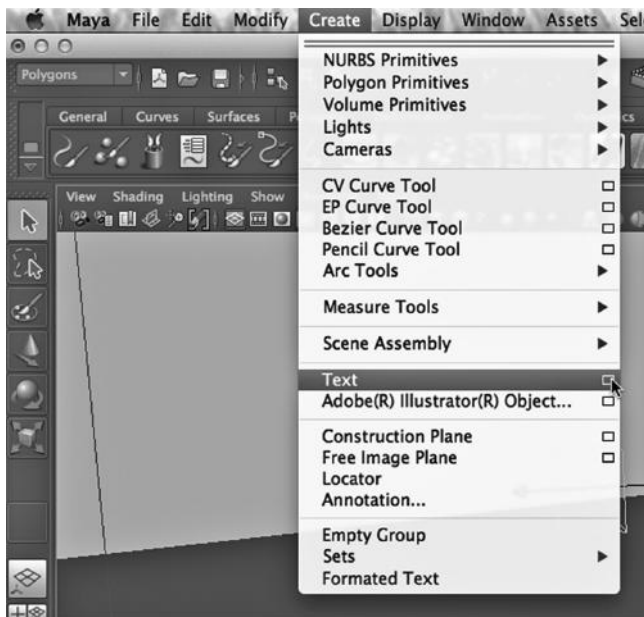 Maya File Edit Modify Create Display Window Assets Sel
Polygons
General Curves Surfaces
View Shading Lighting Show
NURBS Primitives
Polygon Primitives
Volume Primitives
Lights
Cameras
CV Curve Tool
EP Curve Tool
Bezier Curve Tool
Pencil Curve Tool
Arc Tools
Measure Tools
Scene Assembly
Text
Adobe(R) Illustrator(R) Object...
Construction Plane
Free Image Plane
Locator
Annotation...
Empty Group
Sets
Formated Text